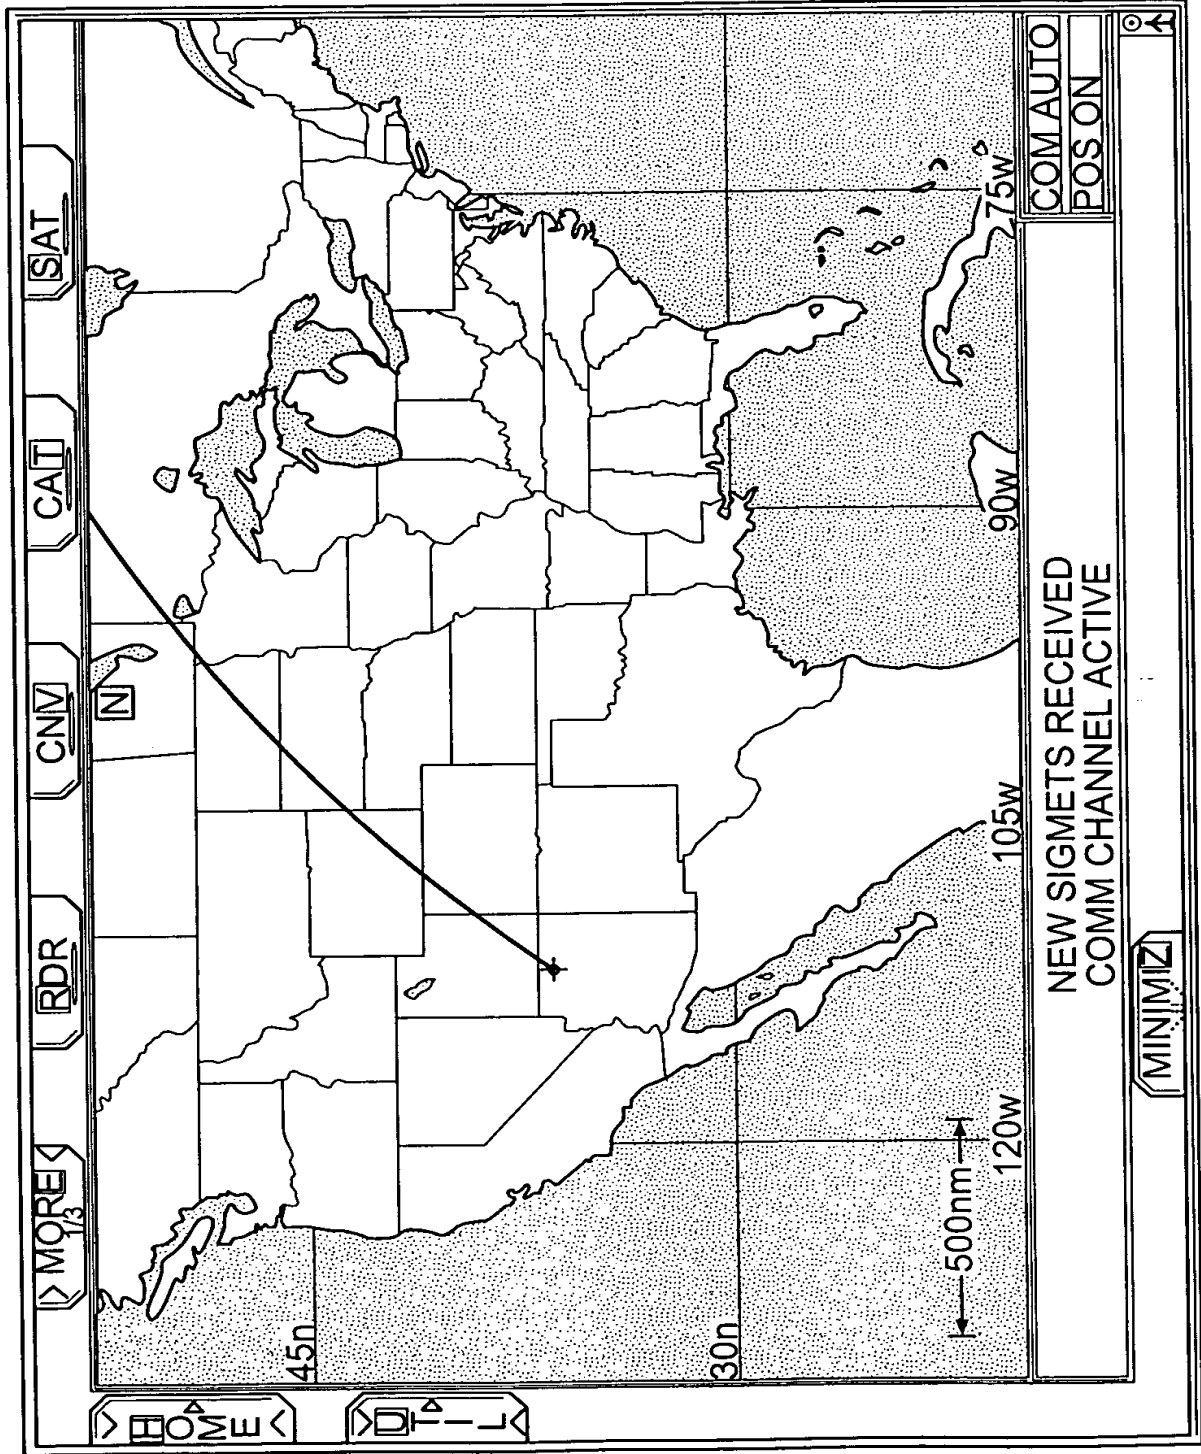 >MORE<
1/3
RDR
CNV
CAT
SAT
HOME
UTIL
N
45n
30n
500nm
120w
105w
90w
75w
NEW SIGMETS RECEIVED
COMM CHANNEL ACTIVE
COM AUTO
POS ON
MINIMIZ